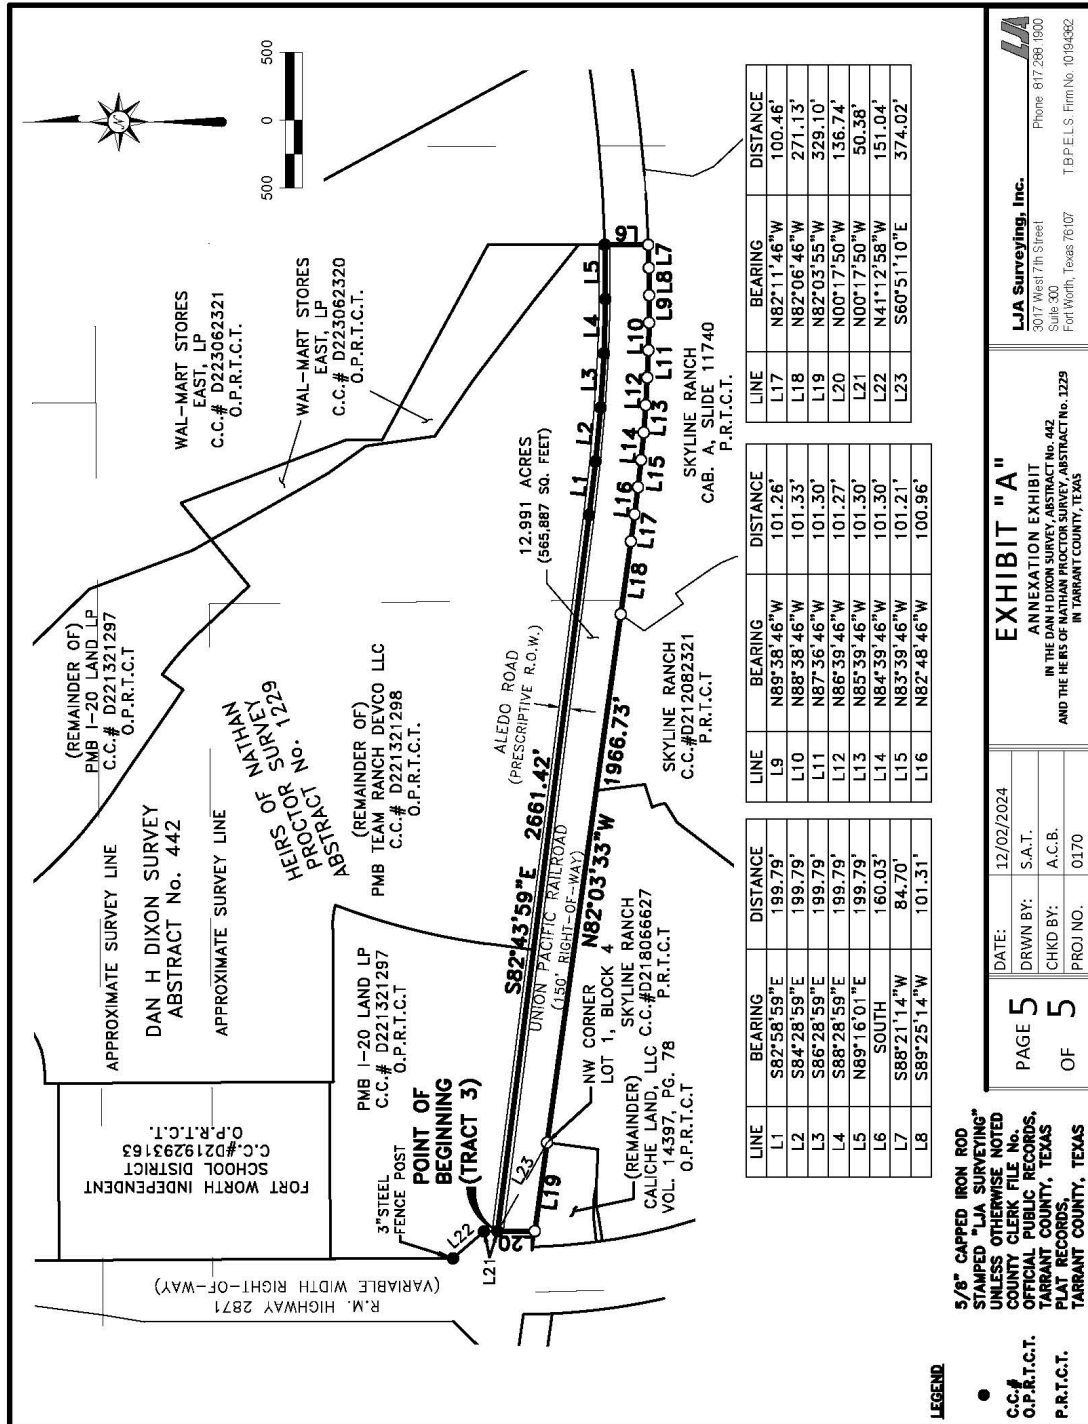 500
0
500
N
WAL-MART STORES
EAST, LP
C.C.# D223062321
O.P.R.T.C.T.
WAL-MART STORES
EAST, LP
C.C.# D223062320
O.P.R.T.C.T.
(REMAINDER OF)
PMB I-20 LAND LP
C.C.# D221321297
O.P.R.T.C.T
APPROXIMATE SURVEY LINE
DAN H DIXON SURVEY
ABSTRACT No. 442
APPROXIMATE SURVEY LINE
HEIRS OF NATHAN
PROCTOR SURVEY
ABSTRACT No. 1229
(REMAINDER OF)
PMB TEAM RANCH DEVCO LLC
C.C.# D221321298
O.P.R.T.C.T.
FORT WORTH INDEPENDENT
SCHOOL DISTRICT
C.C.#D219293163
O.P.R.T.C.T.
R.M. HIGHWAY 2871
(VARIABLE WIDTH RIGHT-OF-WAY)
PMB I-20 LAND LP
C.C.# D221321297
O.P.R.T.C.T
3"STEEL
FENCE POST
POINT OF
BEGINNING
(TRACT 3)
L22
L21
L20
L23
L19
12.991 ACRES
(565,887 SQ. FEET)
ALEDO ROAD
(PRESCRIPTIVE R.O.W.)
S82°43'59"E 2661.42'
UNION PACIFIC RAILROAD
(150' RIGHT-OF-WAY)
N82°03'33"W 1966.73'
L1
L2
L3
L4
L5
L6
L7
L8
L9
L10
L11
L12
L13
L14
L15
L16
L17
L18
NW CORNER
LOT 1, BLOCK 4
SKYLINE RANCH
C.C.#D218066627
P.R.T.C.T
(REMAINDER)
CALICHE LAND, LLC
VOL. 14397, PG. 78
O.P.R.T.C.T
SKYLINE RANCH
C.C.#D212082321
P.R.T.C.T
SKYLINE RANCH
CAB. A, SLIDE 11740
P.R.T.C.T.
LINE BEARING DISTANCE
L1 S82°58'59"E 199.79'
L2 S84°28'59"E 199.79'
L3 S86°28'59"E 199.79'
L4 S88°28'59"E 199.79'
L5 N89°16'01"E 199.79'
L6 SOUTH 160.03'
L7 S88°21'14"W 84.70'
L8 S89°25'14"W 101.31'
LINE BEARING DISTANCE
L9 N89°38'46"W 101.26'
L10 N88°38'46"W 101.33'
L11 N87°36'46"W 101.30'
L12 N86°39'46"W 101.27'
L13 N85°39'46"W 101.30'
L14 N84°39'46"W 101.30'
L15 N83°39'46"W 101.21'
L16 N82°48'46"W 100.96'
LINE BEARING DISTANCE
L17 N82°11'46"W 100.46'
L18 N82°06'46"W 271.13'
L19 N82°03'55"W 329.10'
L20 N00°17'50"W 136.74'
L21 N00°17'50"W 50.38'
L22 N41°12'58"W 151.04'
L23 S60°51'10"E 374.02'
LEGEND
● 5/8" CAPPED IRON ROD
STAMPED "LJA SURVEYING"
UNLESS OTHERWISE NOTED
C.C.# COUNTY CLERK FILE No.
O.P.R.T.C.T. OFFICIAL PUBLIC RECORDS,
TARRANT COUNTY, TEXAS
P.R.T.C.T. PLAT RECORDS,
TARRANT COUNTY, TEXAS
PAGE 5
OF 5
DATE: 12/02/2024
DRWN BY: S.A.T.
CHKD BY: A.C.B.
PROJ NO. 0170
EXHIBIT "A"
ANNEXATION EXHIBIT
IN THE DAN H DIXON SURVEY, ABSTRACT No. 442
AND THE HEIRS OF NATHAN PROCTOR SURVEY, ABSTRACT No. 1229
IN TARRANT COUNTY, TEXAS
LJA Surveying, Inc.
3017 West 7th Street
Suite 300
Fort Worth, Texas 76107
Phone 817.288.1900
T.B.P.E.L.S. Firm No. 10194382
LJA